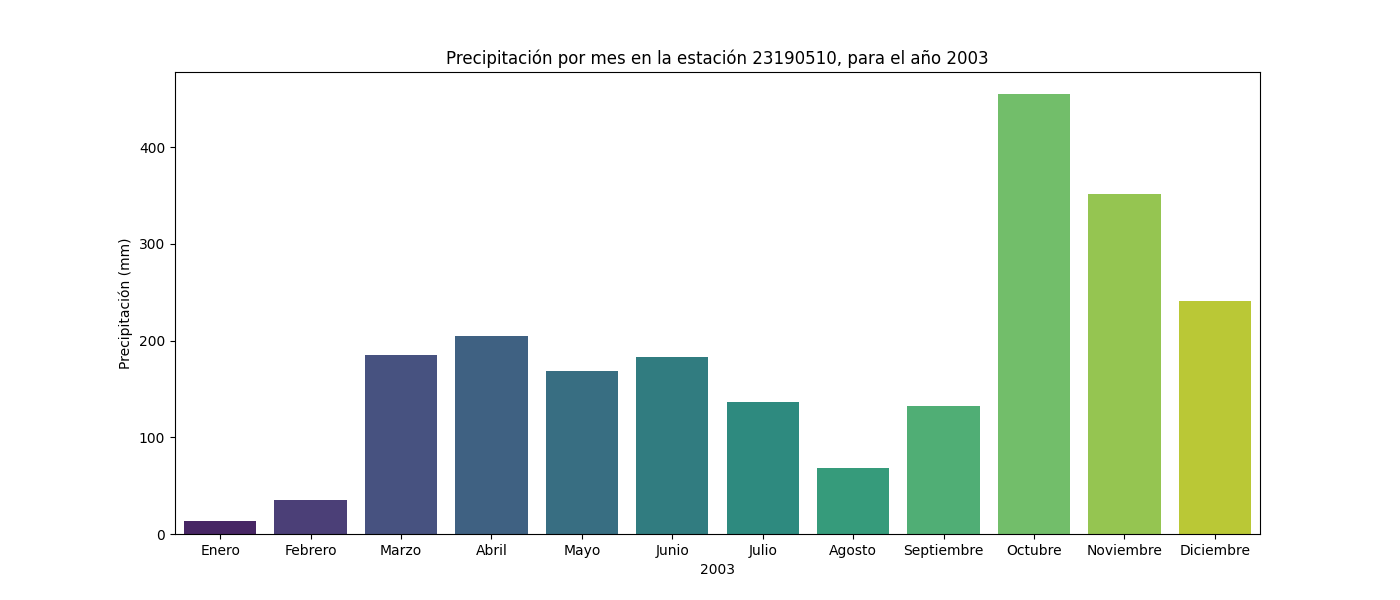 Precipitación por mes en la estación 23190510, para el año 2003
Precipitación (mm)
400
300
200
100
0
Enero Febrero Marzo Abril Mayo Junio Julio Agosto Septiembre Octubre Noviembre Diciembre
2003